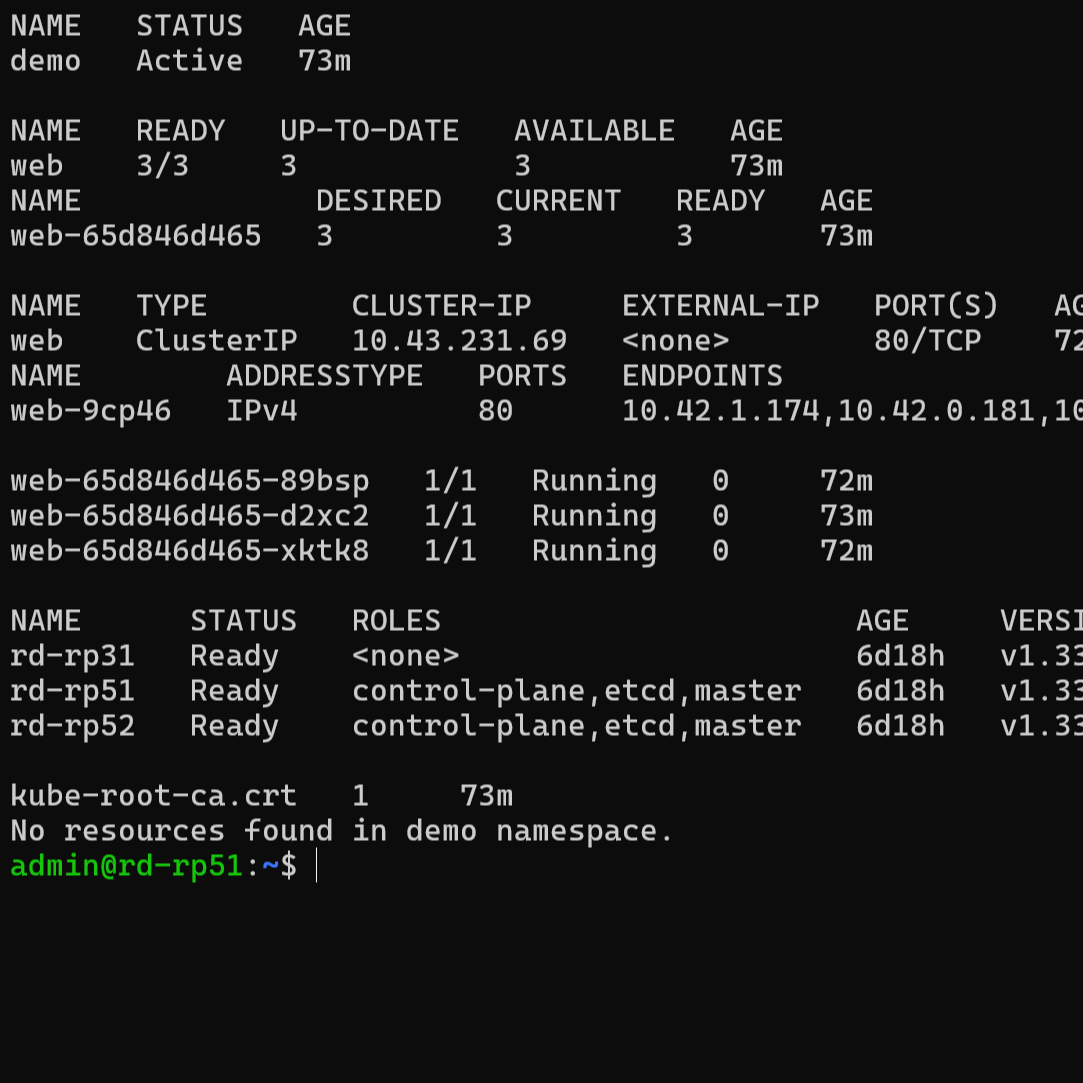 NAME   STATUS   AGE
demo   Active   73m

NAME   READY   UP-TO-DATE   AVAILABLE   AGE
web    3/3     3            3           73m
NAME             DESIRED   CURRENT   READY   AGE
web-65d846d465   3         3         3       73m

NAME   TYPE        CLUSTER-IP     EXTERNAL-IP   PORT(S)   AG
web    ClusterIP   10.43.231.69   <none>        80/TCP    72
NAME        ADDRESSTYPE   PORTS   ENDPOINTS
web-9cp46   IPv4          80      10.42.1.174,10.42.0.181,10

web-65d846d465-89bsp   1/1   Running   0     72m
web-65d846d465-d2xc2   1/1   Running   0     73m
web-65d846d465-xktk8   1/1   Running   0     72m

NAME      STATUS   ROLES                       AGE     VERSI
rd-rp31   Ready    <none>                      6d18h   v1.33
rd-rp51   Ready    control-plane,etcd,master   6d18h   v1.33
rd-rp52   Ready    control-plane,etcd,master   6d18h   v1.33

kube-root-ca.crt   1     73m
No resources found in demo namespace.
admin@rd-rp51:~$